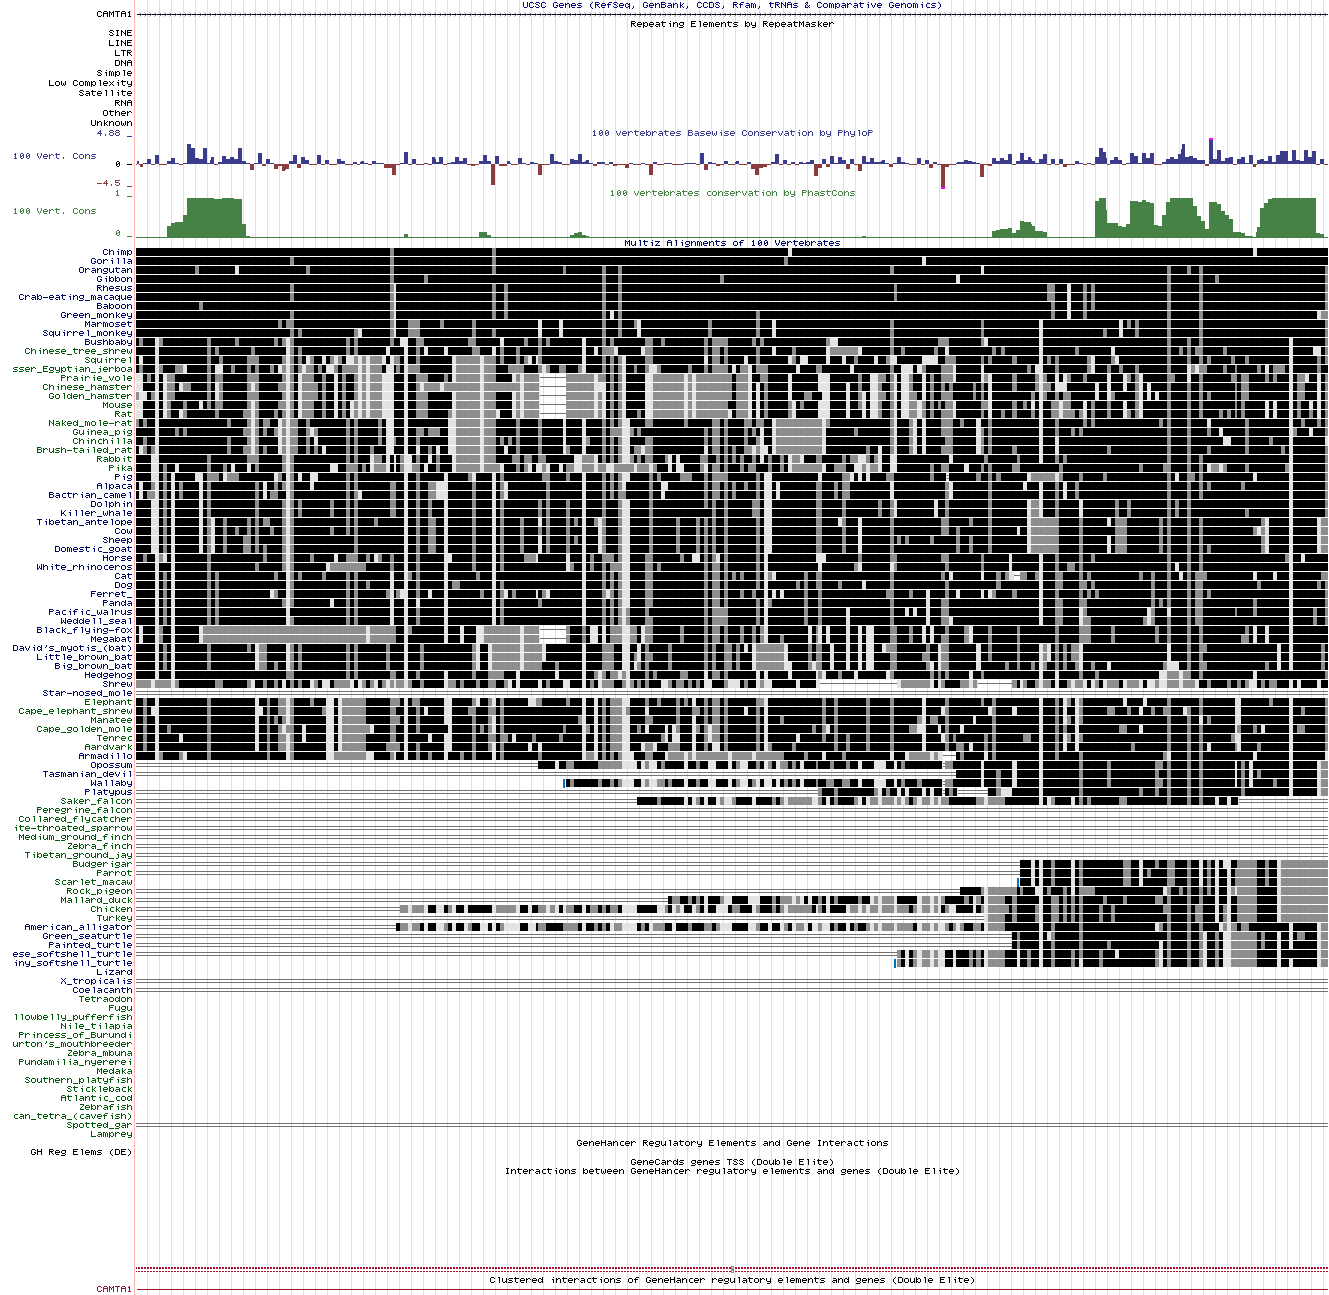 UCSC Genes (RefSeq, GenBank, CCDS, Rfam, tRNAs & Comparative Genomics)
CAMTA1
Repeating Elements by RepeatMasker
SINE
LINE
LTR
DNA
Simple
Low Complexity
Satellite
RNA
Other
Unknown
4.88 _
100 vertebrates Basewise Conservation by PhyloP
100 Vert. Cons
0 _
-4.5 _
100 vertebrates conservation by PhastCons
1 _
100 Vert. Cons
0 _
Multiz Alignments of 100 Vertebrates
Chimp
Gorilla
Orangutan
Gibbon
Rhesus
Crab-eating_macaque
Baboon
Green_monkey
Marmoset
Squirrel_monkey
Bushbaby
Chinese_tree_shrew
Squirrel
sser_Egyptian_jerboa
Prairie_vole
Chinese_hamster
Golden_hamster
Mouse
Rat
Naked_mole-rat
Guinea_pig
Chinchilla
Brush-tailed_rat
Rabbit
Pika
Pig
Alpaca
Bactrian_camel
Dolphin
Killer_whale
Tibetan_antelope
Cow
Sheep
Domestic_goat
Horse
White_rhinoceros
Cat
Dog
Ferret_
Panda
Pacific_walrus
Weddell_seal
Black_flying-fox
Megabat
David's_myotis_(bat)
Little_brown_bat
Big_brown_bat
Hedgehog
Shrew
Star-nosed_mole
Elephant
Cape_elephant_shrew
Manatee
Cape_golden_mole
Tenrec
Aardvark
Armadillo
Opossum
Tasmanian_devil
Wallaby
Platypus
Saker_falcon
Peregrine_falcon
Collared_flycatcher
ite-throated_sparrow
Medium_ground_finch
Zebra_finch
Tibetan_ground_jay
Budgerigar
Parrot
Scarlet_macaw
Rock_pigeon
Mallard_duck
Chicken
Turkey
American_alligator
Green_seaturtle
Painted_turtle
ese_softshell_turtle
iny_softshell_turtle
Lizard
X_tropicalis
Coelacanth
Tetraodon
Fugu
llowbelly_pufferfish
Nile_tilapia
Princess_of_Burundi
urton's_mouthbreeder
Zebra_mbuna
Pundamilia_nyererei
Medaka
Southern_platyfish
Stickleback
Atlantic_cod
Zebrafish
can_tetra_(cavefish)
Spotted_gar
Lamprey
GeneHancer Regulatory Elements and Gene Interactions
GH Reg Elems (DE)
GeneCards genes TSS (Double Elite)
Interactions between GeneHancer regulatory elements and genes (Double Elite)
Clustered interactions of GeneHancer regulatory elements and genes (Double Elite)
CAMTA1